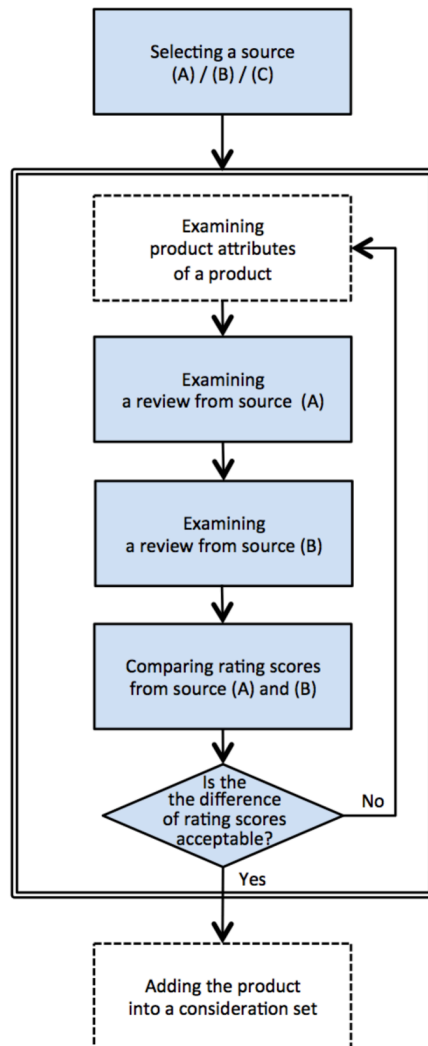 Selecting a source
(A) / (B) / (C)
Examining
product attributes
of a product
Examining
a review from source (A)
Examining
a review from source (B)
Comparing rating scores
from source (A) and (B)
Is the
the difference
of rating scores
acceptable?
No
Yes
Adding the product
into a consideration set